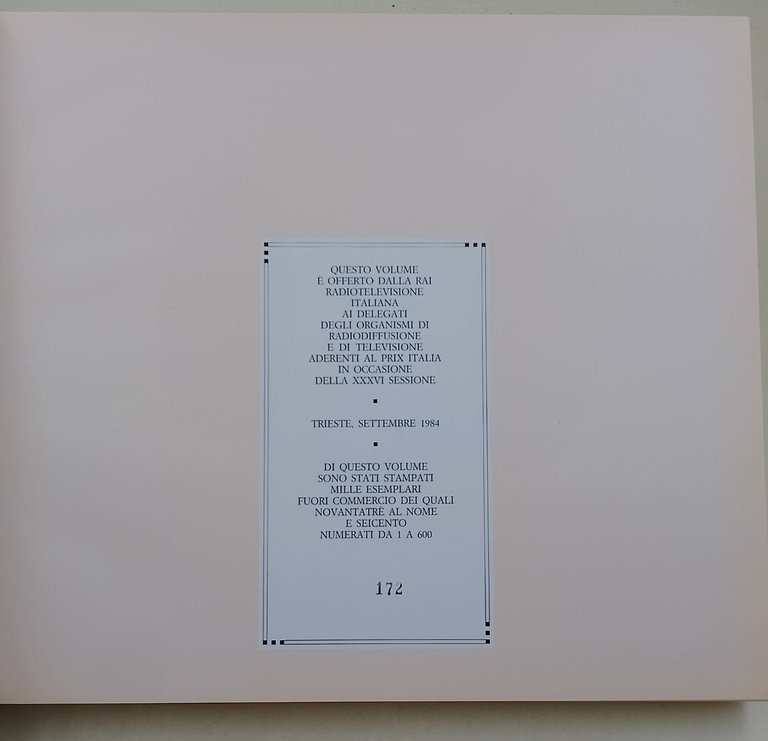 QUESTO VOLUME
È OFFERTO DALLA RAI
RADIOTELEVISIONE
ITALIANA
AI DELEGATI
DEGLI ORGANISMI DI
RADIODIFFUSIONE
E DI TELEVISIONE
ADERENTI AL PRIX ITALIA
IN OCCASIONE
DELLA XXXVI SESSIONE
TRIESTE, SETTEMBRE 1984
DI QUESTO VOLUME
SONO STATI STAMPATI
MILLE ESEMPLARI
FUORI COMMERCIO DEI QUALI
NOVANTATRÈ AL NOME
E SEICENTO
NUMERATI DA 1 A 600
172